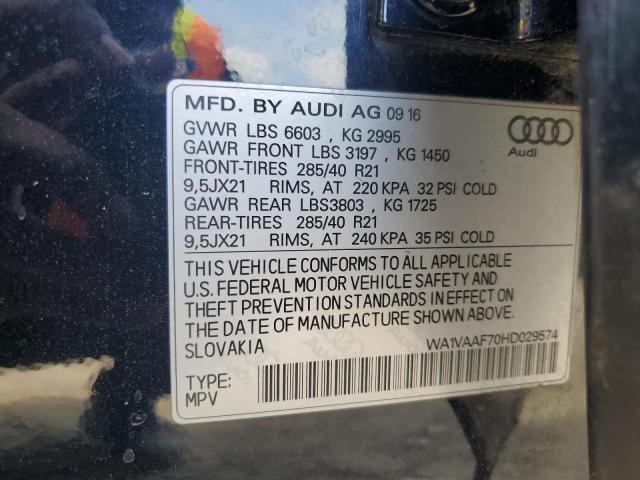 MFD. BY AUDI AG 09 16
GVWR LBS 6603 , KG 2995
GAWR FRONT LBS 3197 , KG 1450
FRONT-TIRES 285/40 R21
9,5JX21 RIMS, AT 220 KPA 32 PSI COLD
GAWR REAR LBS3803 , KG 1725
REAR-TIRES 285/40 R21
9,5JX21 RIMS, AT 240 KPA 35 PSI COLD
Audi
THIS VEHICLE CONFORMS TO ALL APPLICABLE
U.S. FEDERAL MOTOR VEHICLE SAFETY AND
THEFT PREVENTION STANDARDS IN EFFECT ON
THE DATE OF MANUFACTURE SHOWN ABOVE.
SLOVAKIA
WA1VAAF70HD029574
TYPE:
MPV